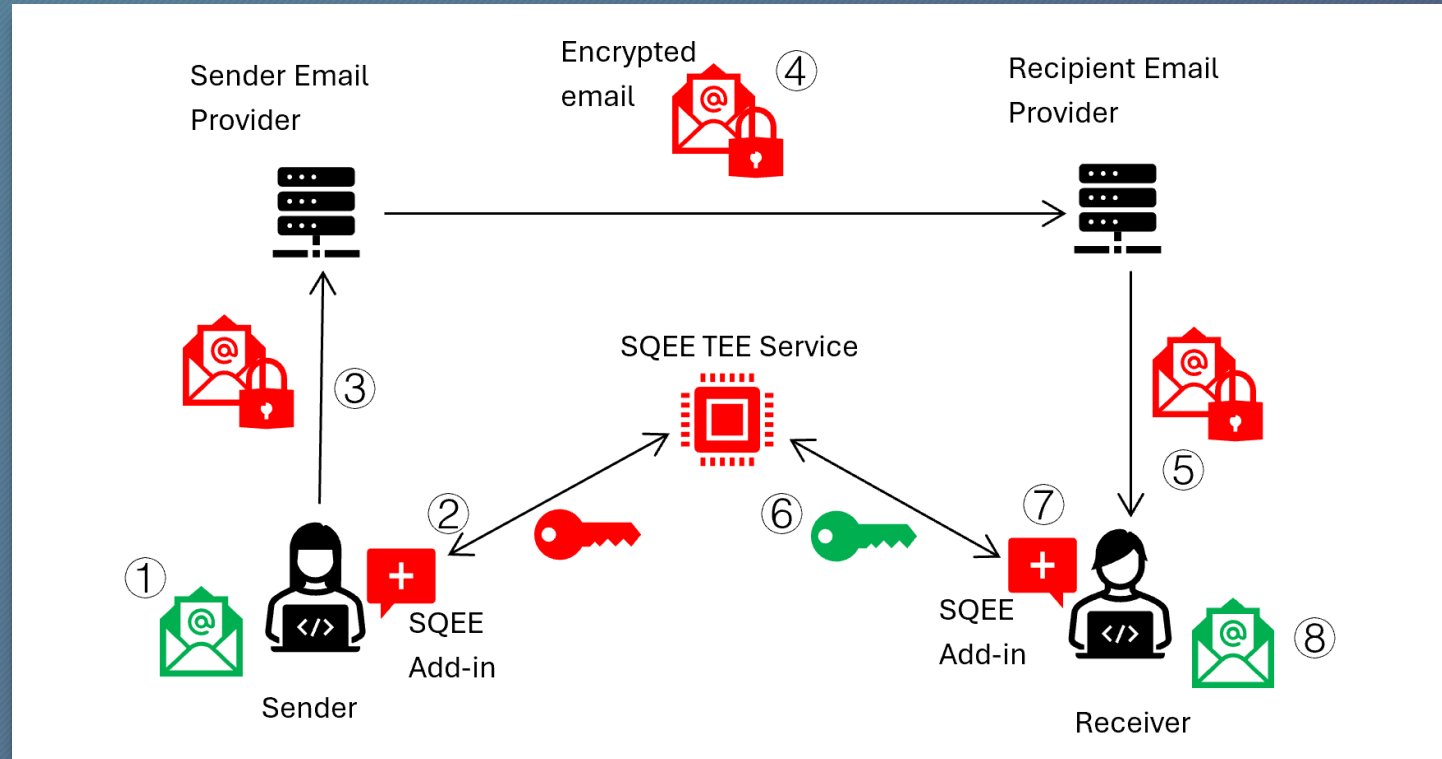 Sender Email
Provider
Encrypted
email
④
Recipient Email
Provider
@
@
③
SQEE TEE Service
@
⑤
②
⑥
⑦
①
@
</>
+
SQEE
Add-in
Sender
+
SQEE
Add-in
</>
@
⑧
Receiver